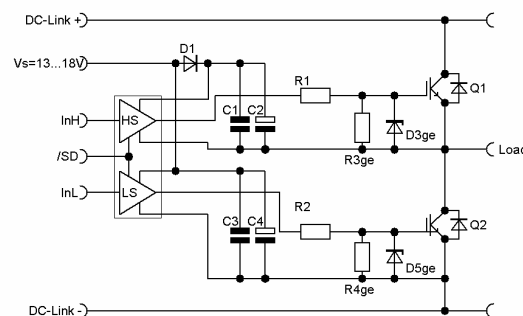 DC-Link +
D1
Vs=13...18V
R1
Q1
C1 C2
InH
HS
D3ge
R3ge
/SD
Load
InL
LS
R2
C3 C4
Q2
D5ge
R4ge
DC-Link -